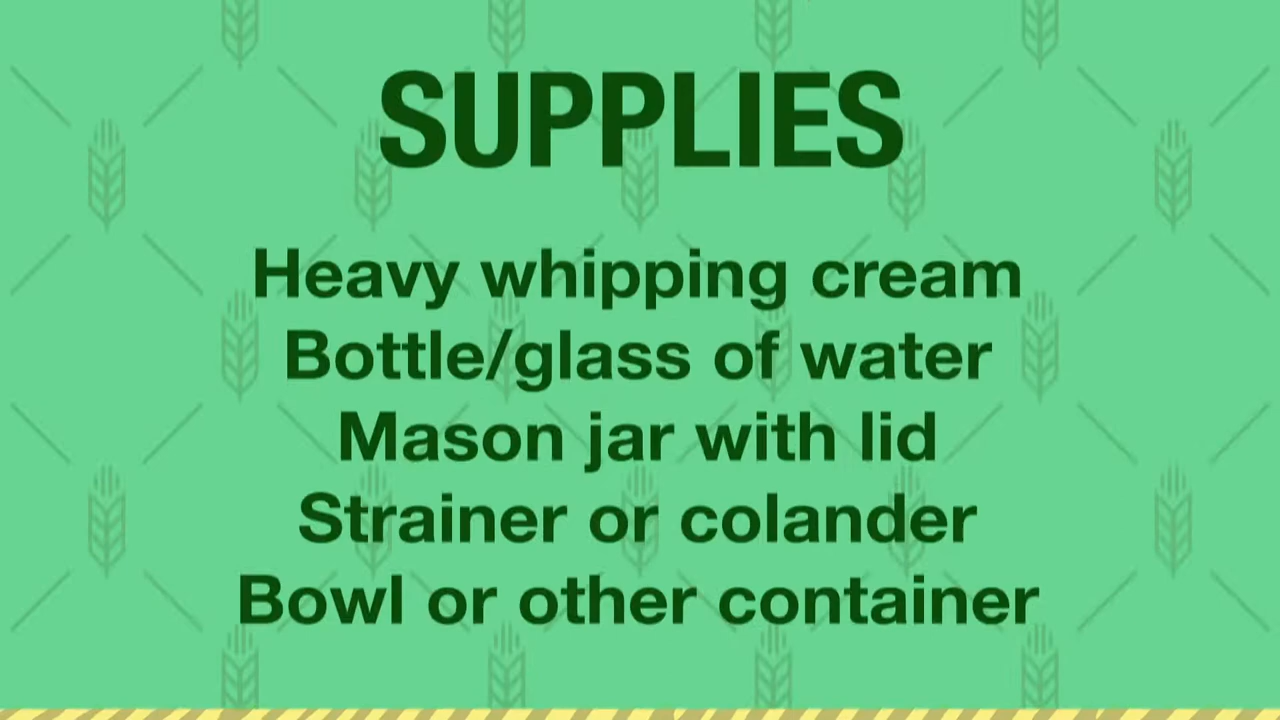 SUPPLIES
Heavy whipping cream
Bottle/glass of water
Mason jar with lid
Strainer or colander
Bowl or other container